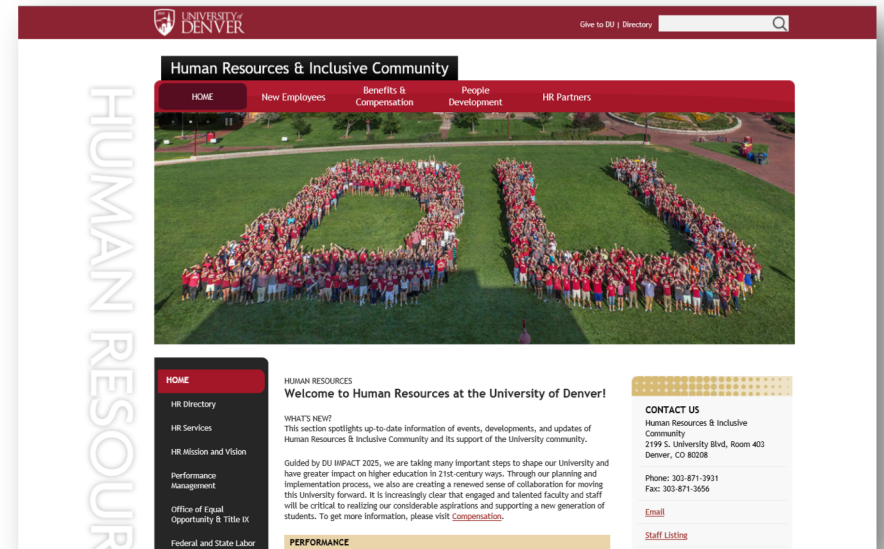 UNIVERSITY of
DENVER
Give to DU | Directory
Human Resources & Inclusive Community
HOME
New Employees
Benefits &
Compensation
People
Development
HR Partners
HUMAN RESOUR
HOME
HR Directory
HR Services
HR Mission and Vision
Performance
Management
Office of Equal
Opportunity & Title IX
Federal and State Labor
HUMAN RESOURCES
Welcome to Human Resources at the University of Denver!
WHAT'S NEW?
This section spotlights up-to-date information of events, developments, and updates of
Human Resources & Inclusive Community and its support of the University community.
Guided by DU IMPACT 2025, we are taking many important steps to shape our University and
have greater impact on higher education in 21st-century ways. Through our planning and
implementation process, we also are creating a renewed sense of collaboration for moving
this University forward. It is increasingly clear that engaged and talented faculty and staff
will be critical to realizing our considerable aspirations and supporting a new generation of
students. To get more information, please visit Compensation.
PERFORMANCE
CONTACT US
Human Resources & Inclusive
Community
2199 S. University Blvd, Room 403
Denver, CO 80208
Phone: 303-871-3931
Fax: 303-871-3656
Email
Staff Listing